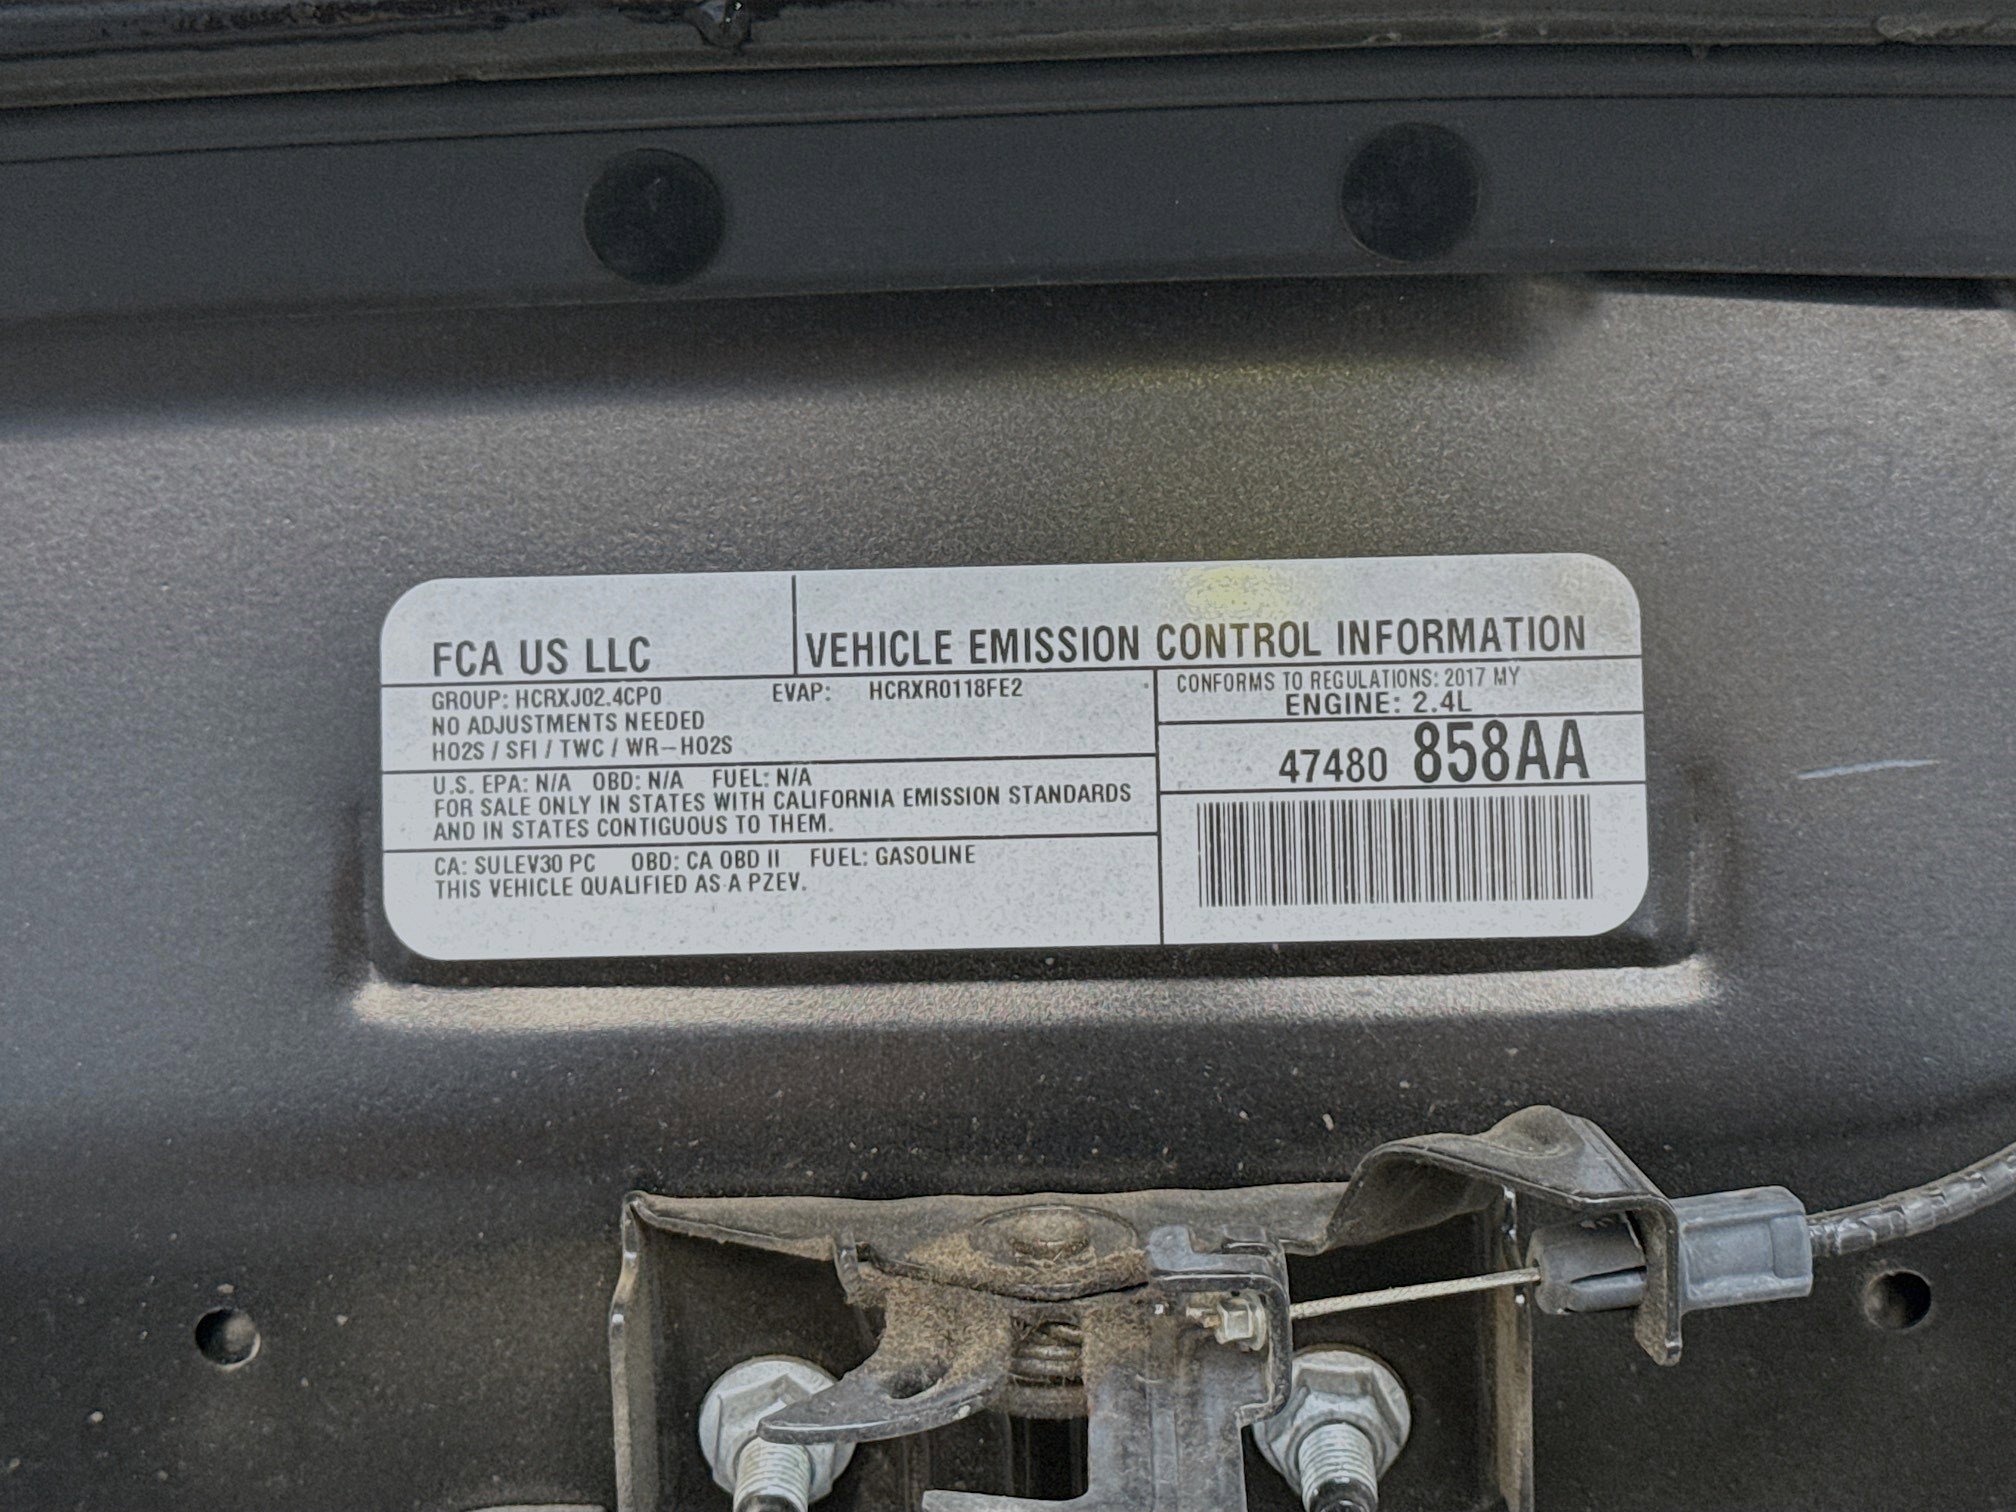 FCA US LLC
VEHICLE EMISSION CONTROL INFORMATION
GROUP: HCRXJ02.4CP0 EVAP: HCRXR0118FE2
NO ADJUSTMENTS NEEDED
HO2S / SFI / TWC / WR-HO2S
CONFORMS TO REGULATIONS: 2017 MY
ENGINE: 2.4L
47480 858AA
U.S. EPA: N/A OBD: N/A FUEL: N/A
FOR SALE ONLY IN STATES WITH CALIFORNIA EMISSION STANDARDS
AND IN STATES CONTIGUOUS TO THEM.
CA: SULEV30 PC OBD: CA OBD II FUEL: GASOLINE
THIS VEHICLE QUALIFIED AS A PZEV.